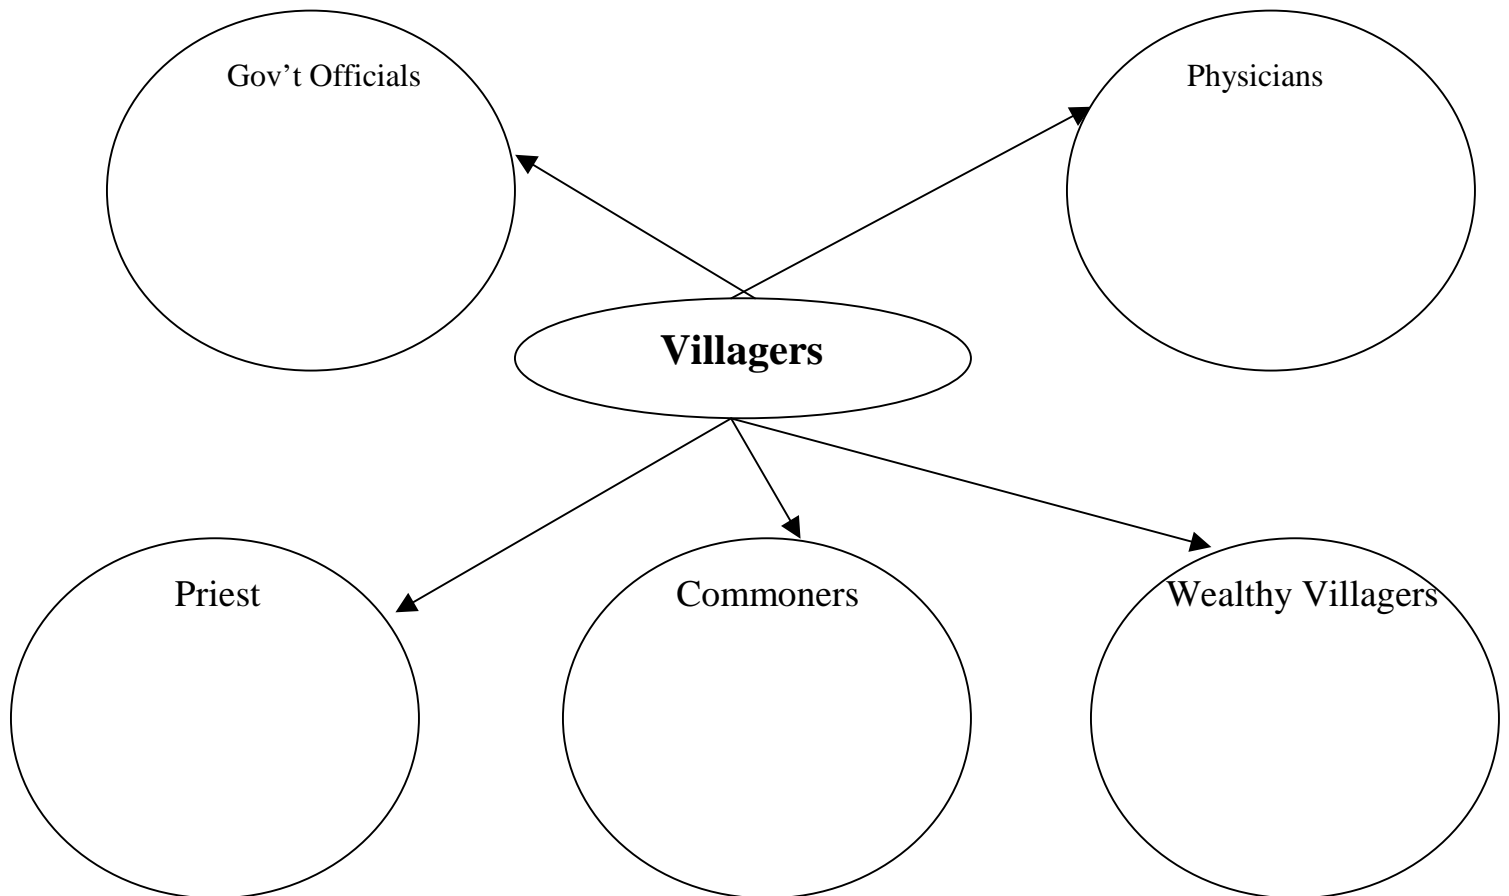 Gov’t Officials
Physicians
Villagers
Priest
Commoners
Wealthy Villagers